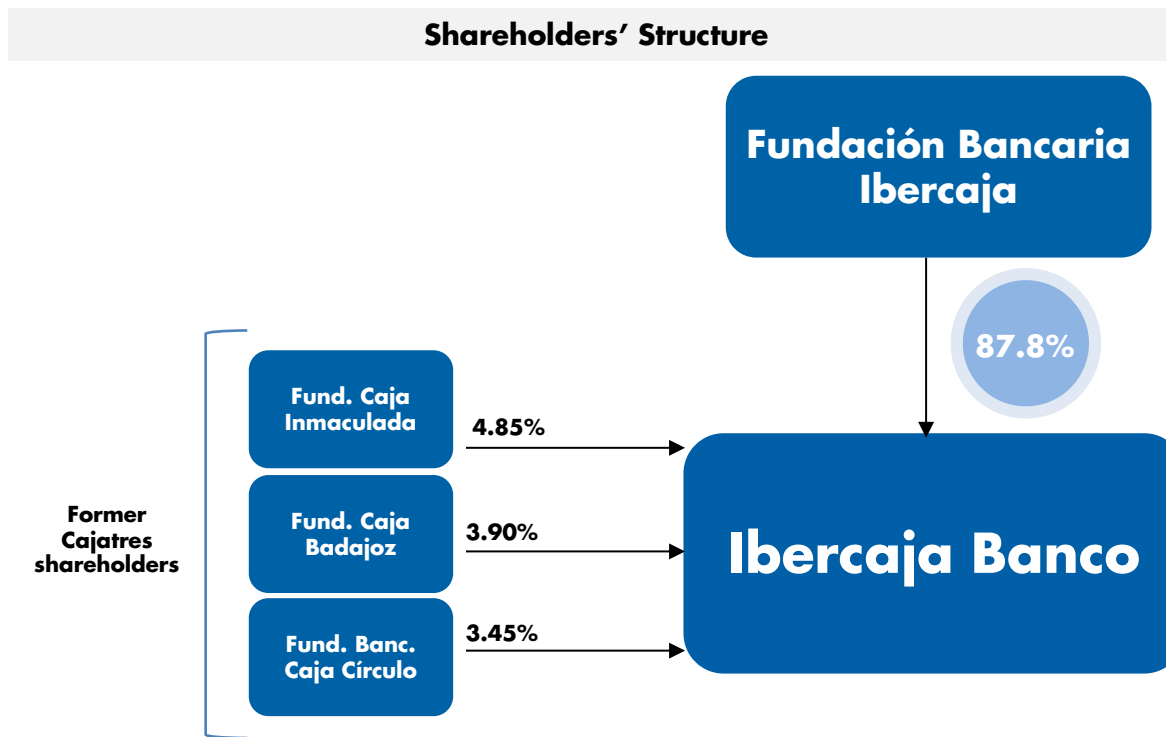 Shareholders’ Structure
Fundación Bancaria
Ibercaja
87.8%
Fund. Caja
Inmaculada
4.85%
Former
Cajatres
shareholders
Fund. Caja
Badajoz
3.90%
Ibercaja Banco
Fund. Banc.
Caja Círculo
3.45%